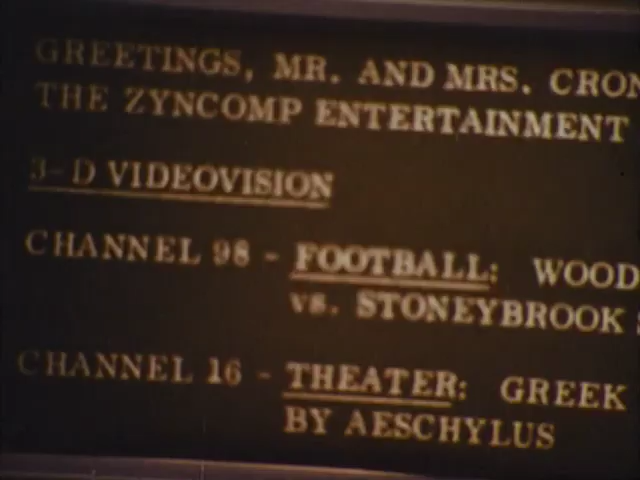 GREETINGS, MR. AND MRS. CRON
THE ZYNCOMP ENTERTAINMENT
3-D VIDEOVISION
CHANNEL 98 - FOOTBALL: WOOD
vs. STONEYBROOK
CHANNEL 16 - THEATER: GREEK
BY AESCHYLUS